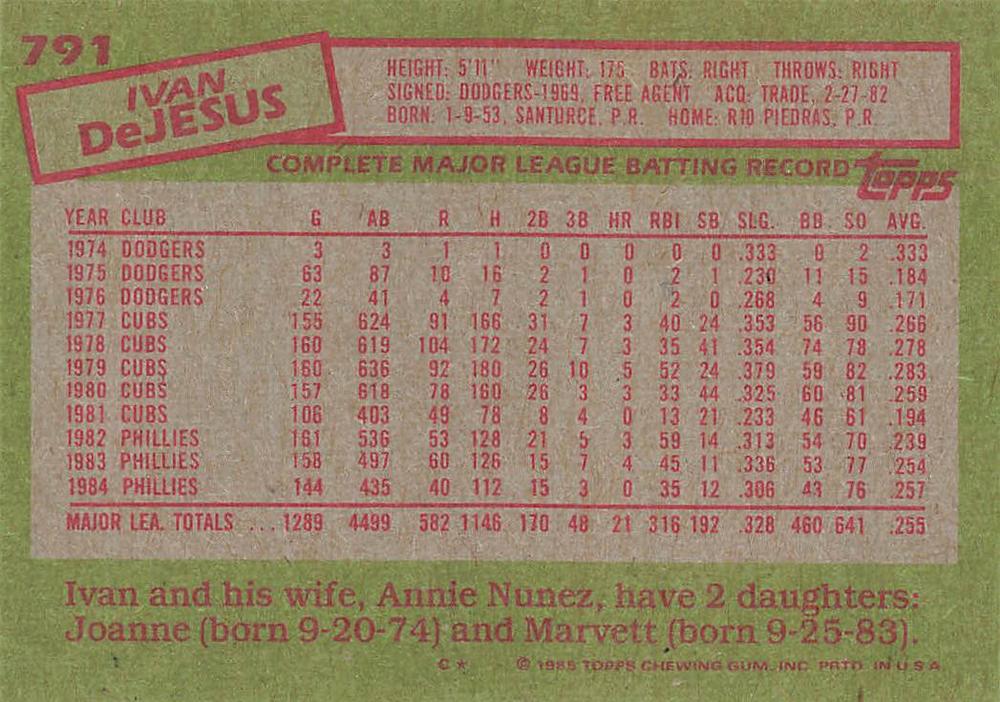 791
IVAN
DeJESUS
HEIGHT: 5'11" WEIGHT: 175 BATS: RIGHT THROWS: RIGHT
SIGNED: DODGERS-1969, FREE AGENT ACQ: TRADE, 2-27-82
BORN: 1-9-53, SANTURCE, P.R. HOME: RIO PIEDRAS, P.R.
COMPLETE MAJOR LEAGUE BATTING RECORD
Topps
YEAR CLUB G AB R H 2B 3B HR RBI SB SLG. BB SO AVG.
1974 DODGERS 3 3 1 1 0 0 0 0 0 .333 0 2 .333
1975 DODGERS 63 87 10 16 2 1 0 2 1 .230 11 15 .184
1976 DODGERS 22 41 4 7 2 1 0 2 0 .268 4 9 .171
1977 CUBS 155 624 91 166 31 7 3 40 24 .353 56 90 .266
1978 CUBS 160 619 104 172 24 7 3 35 41 .354 74 78 .278
1979 CUBS 160 636 92 180 26 10 5 52 24 .379 59 82 .283
1980 CUBS 157 618 78 160 26 3 3 33 44 .325 60 81 .259
1981 CUBS 106 403 49 78 8 4 0 13 21 .233 46 61 .194
1982 PHILLIES 161 536 53 128 21 5 3 59 14 .313 54 70 .239
1983 PHILLIES 158 497 60 126 15 7 4 45 11 .336 53 77 .254
1984 PHILLIES 144 435 40 112 15 3 0 35 12 .306 43 76 .257
MAJOR LEA. TOTALS ... 1289 4499 582 1146 170 48 21 316 192 .328 460 641 .255
Ivan and his wife, Annie Nunez, have 2 daughters:
Joanne (born 9-20-74) and Marvett (born 9-25-83).
C * © 1985 TOPPS CHEWING GUM, INC. PRTD. IN U S A